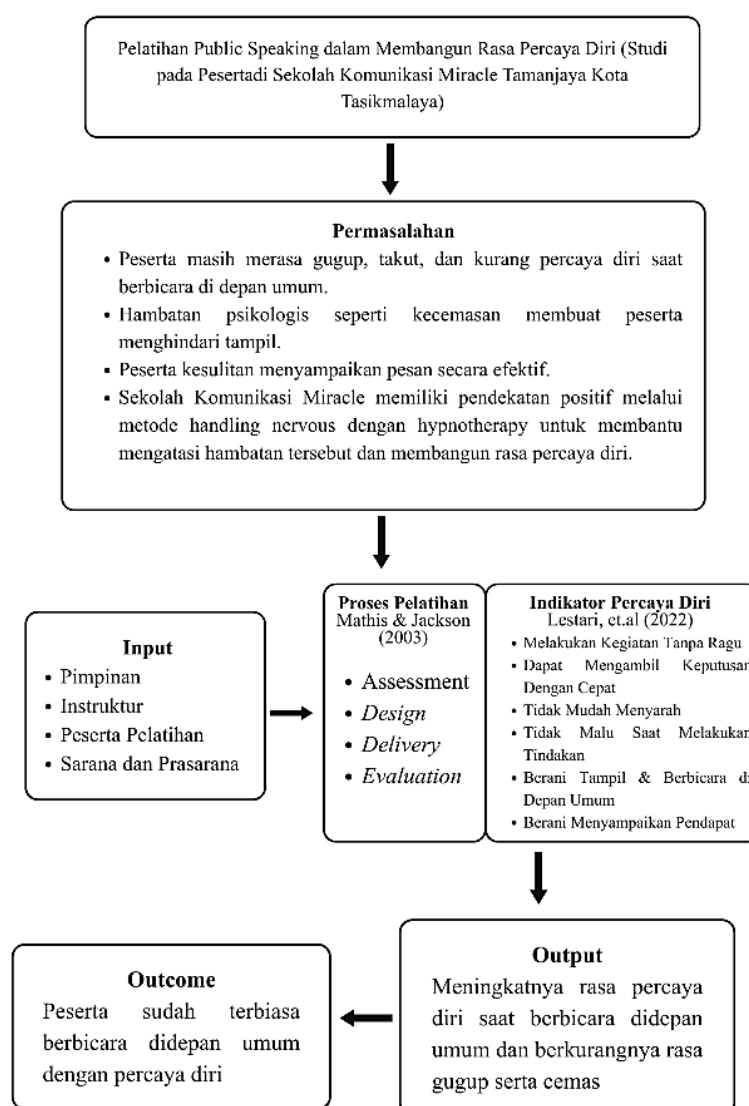 Pelatihan Public Speaking dalam Membangun Rasa Percaya Diri (Studi
pada Pesertadi Sekolah Komunikasi Miracle Tamanjaya Kota
Tasikmalaya)
Permasalahan
• Peserta masih merasa gugup, takut, dan kurang percaya diri saat
berbicara di depan umum.
• Hambatan psikologis seperti kecemasan membuat peserta
menghindari tampil.
• Peserta kesulitan menyampaikan pesan secara efektif.
• Sekolah Komunikasi Miracle memiliki pendekatan positif melalui
metode handling nervous dengan hypnotherapy untuk membantu
mengatasi hambatan tersebut dan membangun rasa percaya diri.
Input
• Pimpinan
• Instruktur
• Peserta Pelatihan
• Sarana dan Prasarana
Proses Pelatihan
Mathis & Jackson
(2003)
• Assessment
• Design
• Delivery
• Evaluation
Indikator Percaya Diri
Lestari, et.al (2022)
• Melakukan Kegiatan Tanpa Ragu
• Dapat Mengambil Keputusan
Dengan Cepat
• Tidak Mudah Menyarah
• Tidak Malu Saat Melakukan
Tindakan
• Berani Tampil & Berbicara di
Depan Umum
• Berani Menyampaikan Pendapat
Output
Meningkatnya rasa percaya
diri saat berbicara didepan
umum dan berkurangnya rasa
gugup serta cemas
Outcome
Peserta sudah terbiasa
berbicara didepan umum
dengan percaya diri